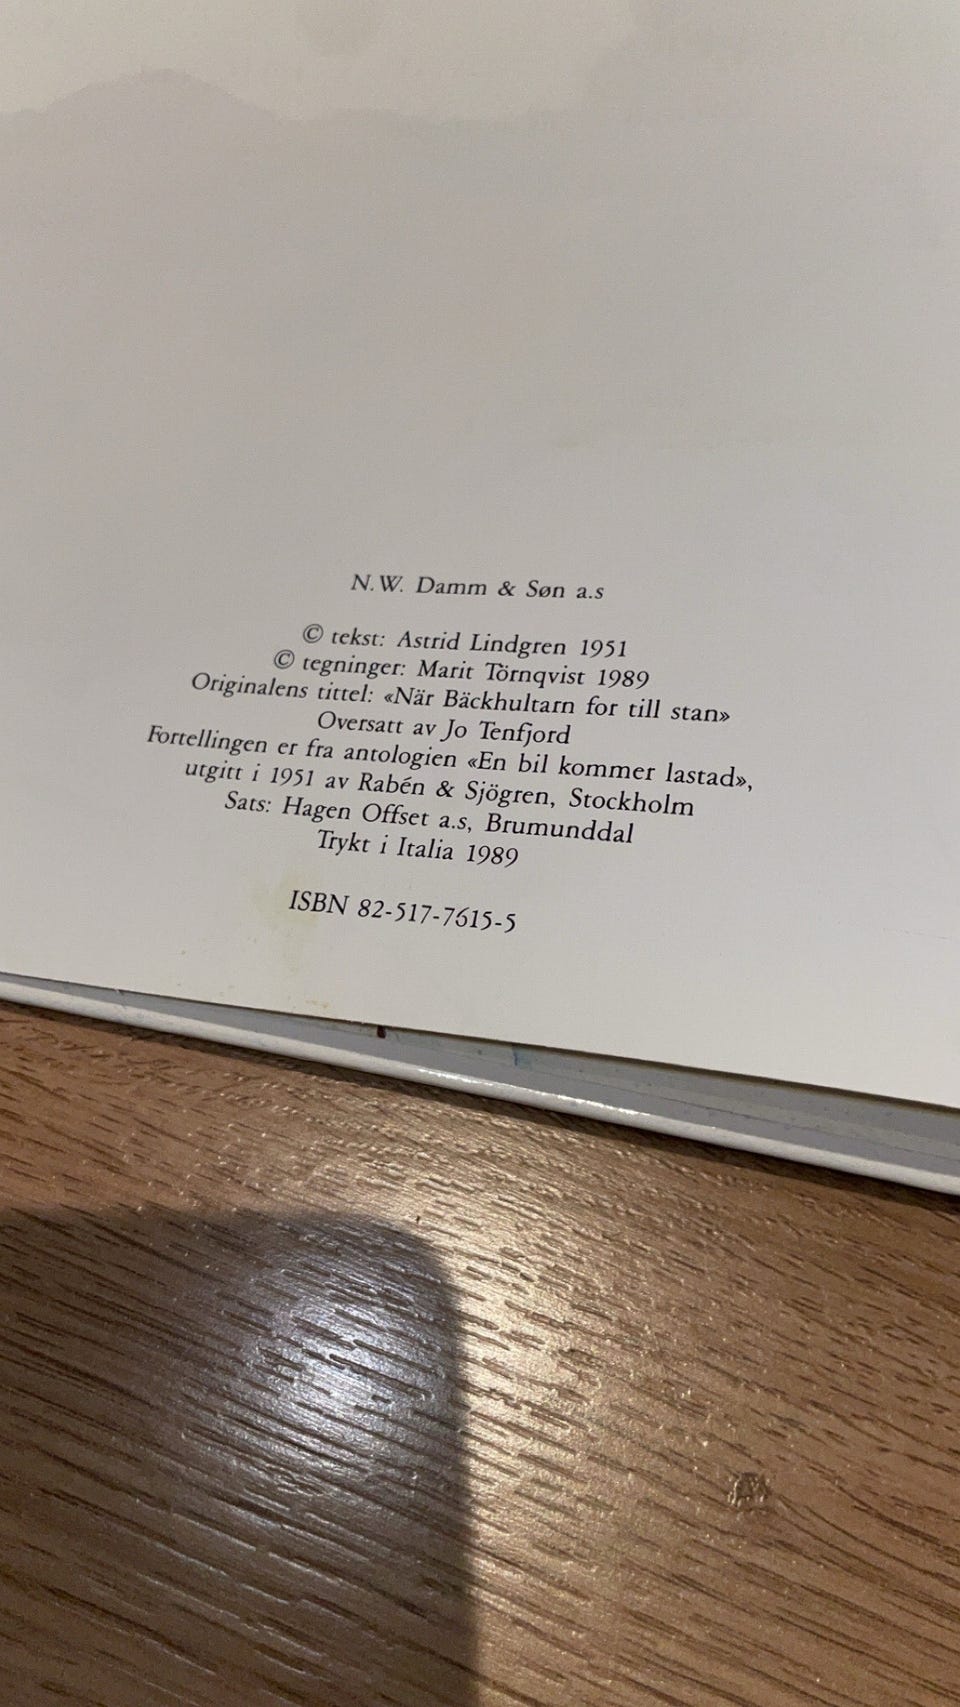 N.W. Damm & Søn a.s
© tekst: Astrid Lindgren 1951
© tegninger: Marit Törnqvist 1989
Originalens tittel: «När Bäckhultarn for till stan»
Oversatt av Jo Tenfjord
Fortellingen er fra antologien «En bil kommer lastad»,
utgitt i 1951 av Rabén & Sjögren, Stockholm
Sats: Hagen Offset a.s, Brumunddal
Trykt i Italia 1989
ISBN 82-517-7615-5